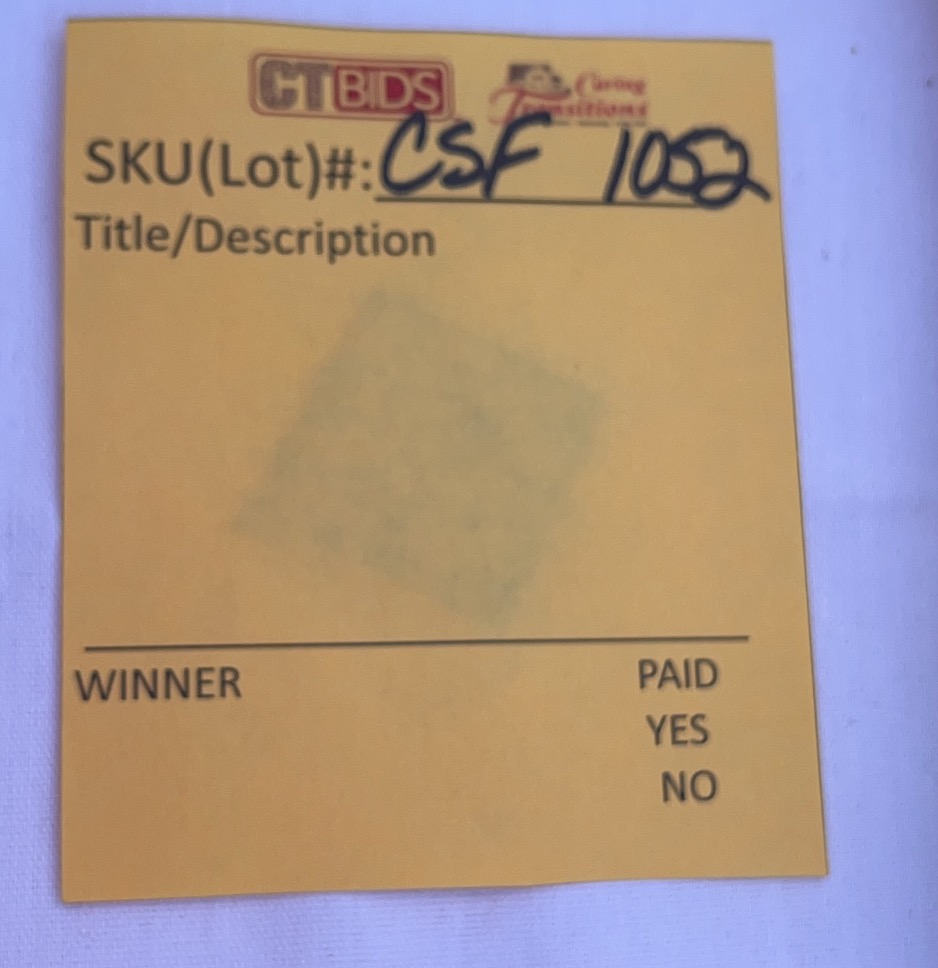 CTBIDS Caring Transitions
SKU(Lot)#: CSF 1052
Title/Description
WINNER PAID
YES
NO